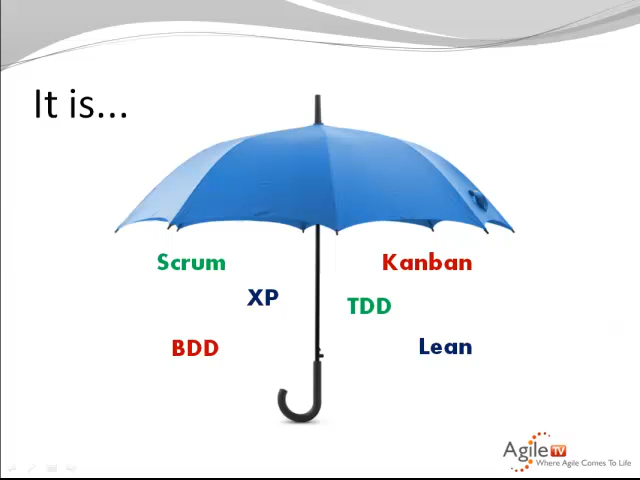 It is...
Scrum
Kanban
XP
TDD
BDD
Lean
Agile TV
Where Agile Comes To Life